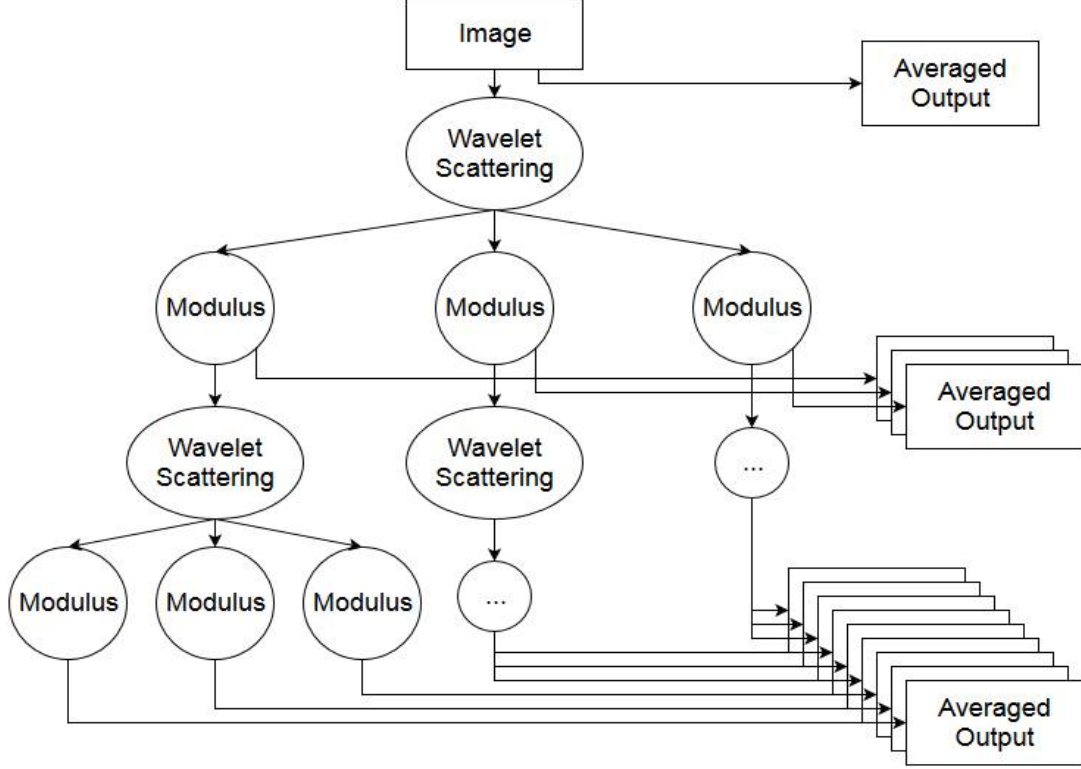 Image
Averaged
Output
Wavelet
Scattering
Modulus
Modulus
Modulus
Averaged
Output
Wavelet
Scattering
Wavelet
Scattering
...
Modulus
Modulus
Modulus
...
Averaged
Output